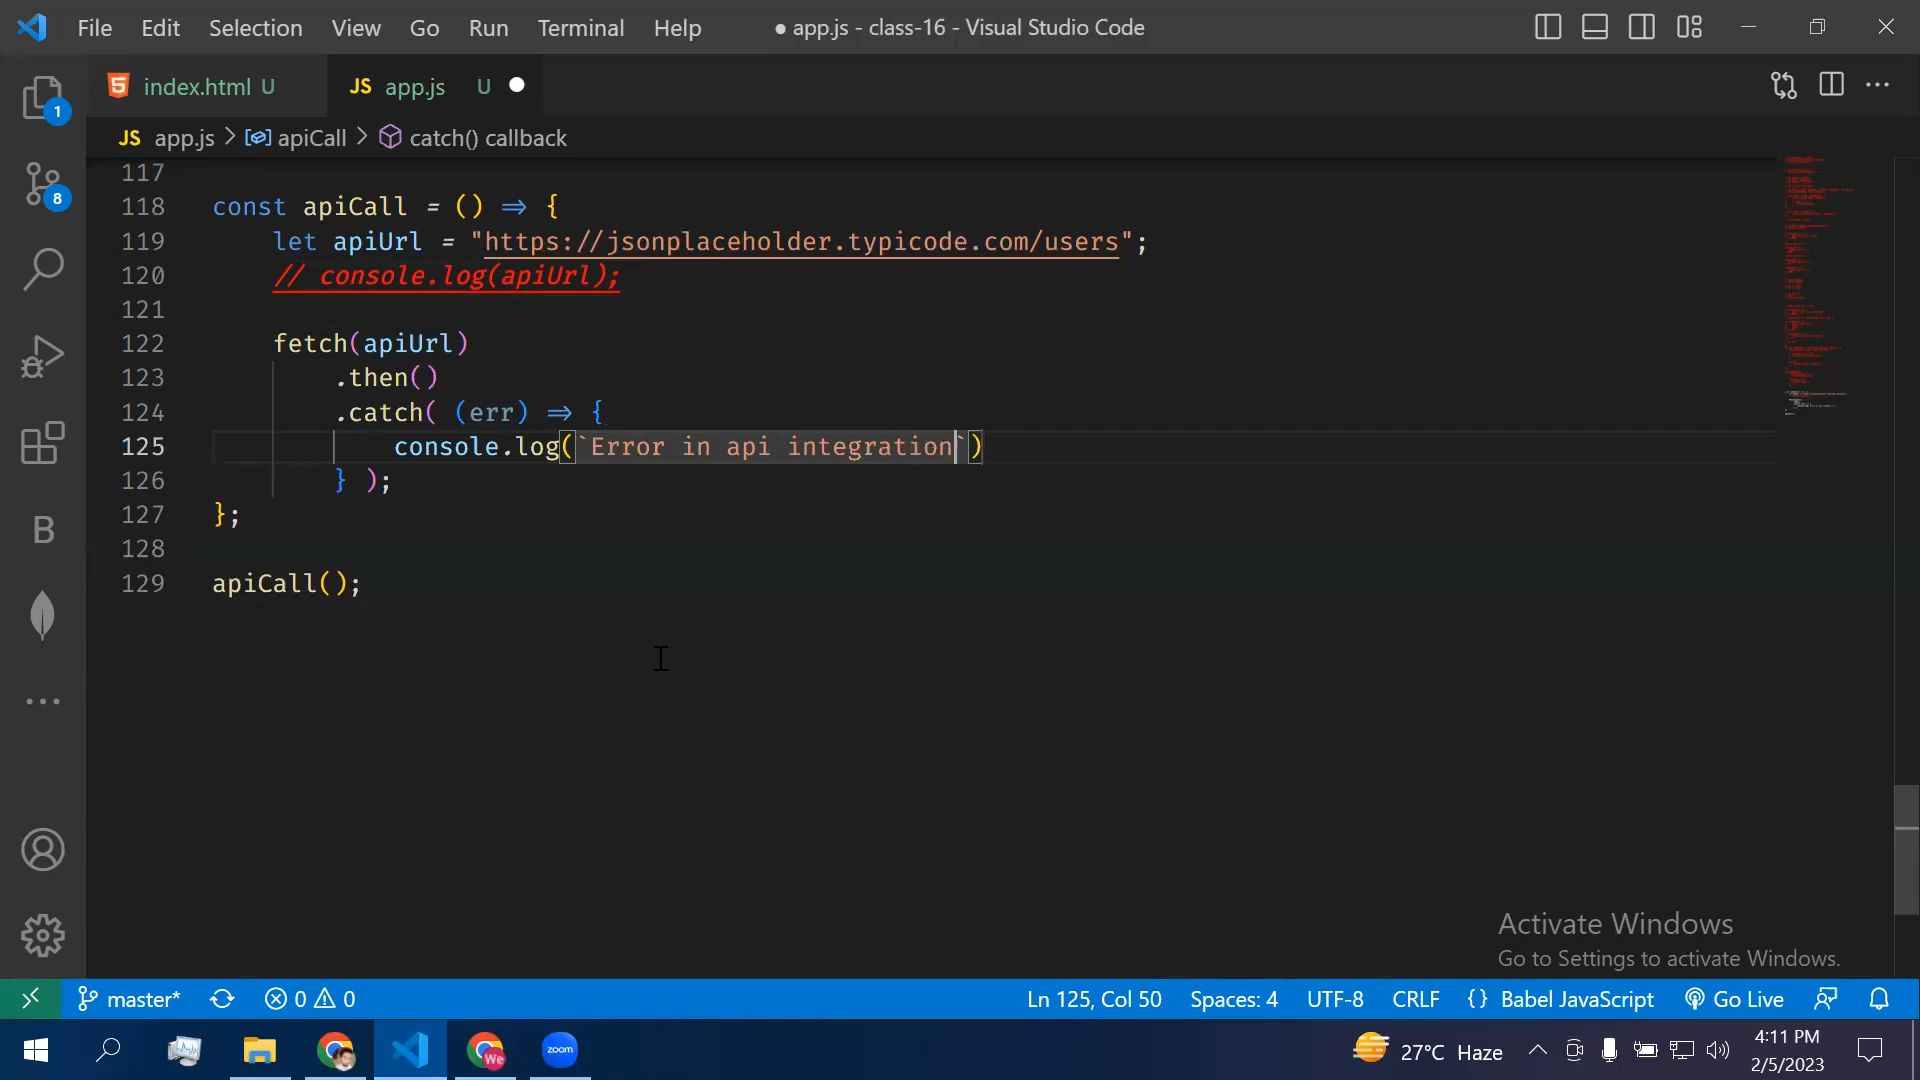 File Edit Selection View Go Run Terminal Help
● app.js - class-16 - Visual Studio Code
1
8
index.html U
JS app.js U
JS app.js > apiCall > catch() callback
117
118 const apiCall = () => {
119 let apiUrl = "https://jsonplaceholder.typicode.com/users";
120 // console.log(apiUrl);
121
122 fetch(apiUrl)
123 .then()
124 .catch( (err) => {
125 console.log(`Error in api integration`)
126 } );
127 };
128
129 apiCall();
B
Activate Windows
Go to Settings to activate Windows.
master* 0 0 Ln 125, Col 50 Spaces: 4 UTF-8 CRLF {} Babel JavaScript Go Live
We zoom 27°C Haze 4:11 PM
2/5/2023